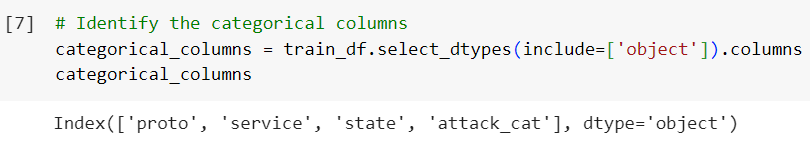 [7] # Identify the categorical columns
categorical_columns = train_df.select_dtypes(include=['object']).columns
categorical_columns
Index(['proto', 'service', 'state', 'attack_cat'], dtype='object')